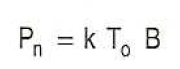 Pₙ = k Tₒ B